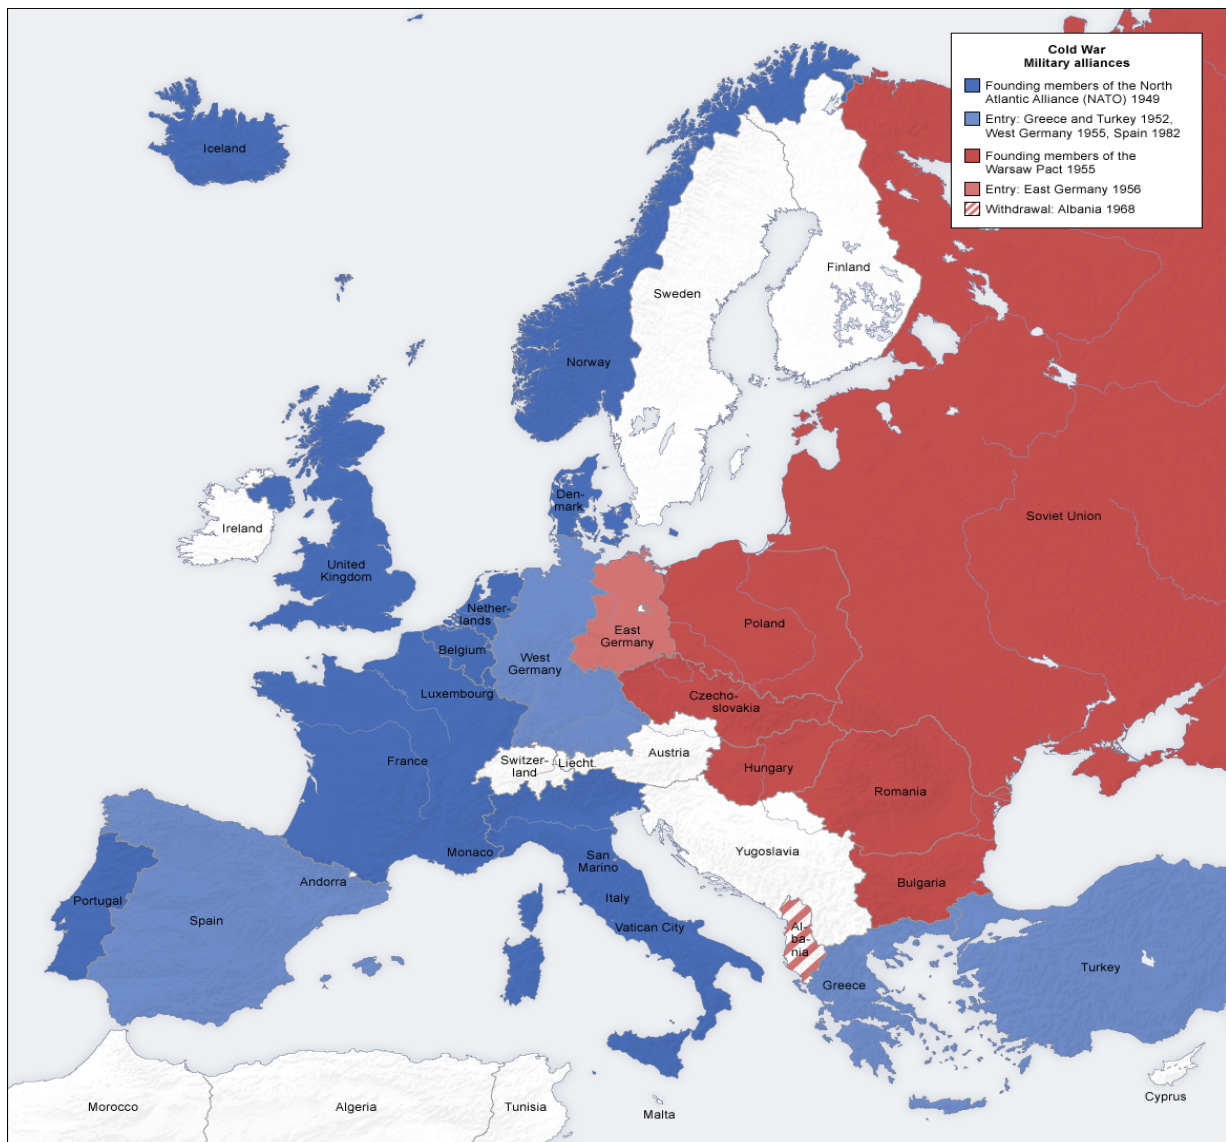 Cold War
Military alliances
Founding members of the North
Atlantic Alliance (NATO) 1949
Entry: Greece and Turkey 1952,
West Germany 1955, Spain 1982
Founding members of the
Warsaw Pact 1955
Entry: East Germany 1956
Withdrawal: Albania 1968
Iceland
Finland
Sweden
Norway
Den-
mark
Soviet Union
Ireland
United
Kingdom
Nether-
lands
Poland
East
Germany
Belgium
West
Germany
Luxembourg
Czecho-
slovakia
Austria
France
Switzer-
land
Liecht.
Hungary
Romania
Monaco
San
Marino
Yugoslavia
Andorra
Bulgaria
Portugal
Italy
Spain
Vatican City
Al-
ba-
nia
Turkey
Greece
Cyprus
Morocco
Algeria
Tunisia
Malta